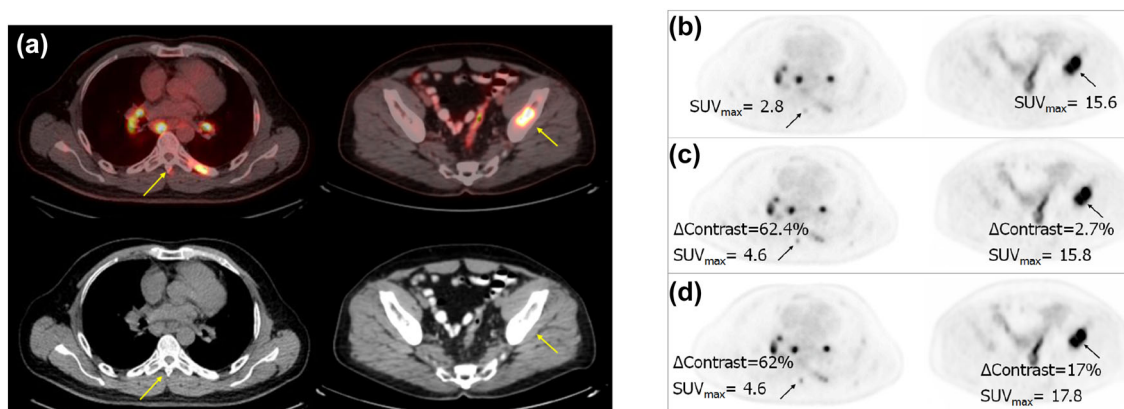 (a)
(b)
SUVmax= 2.8
SUVmax= 15.6
(c)
ΔContrast=62.4%
SUVmax= 4.6
ΔContrast=2.7%
SUVmax= 15.8
(d)
ΔContrast=62%
SUVmax= 4.6
ΔContrast=17%
SUVmax= 17.8